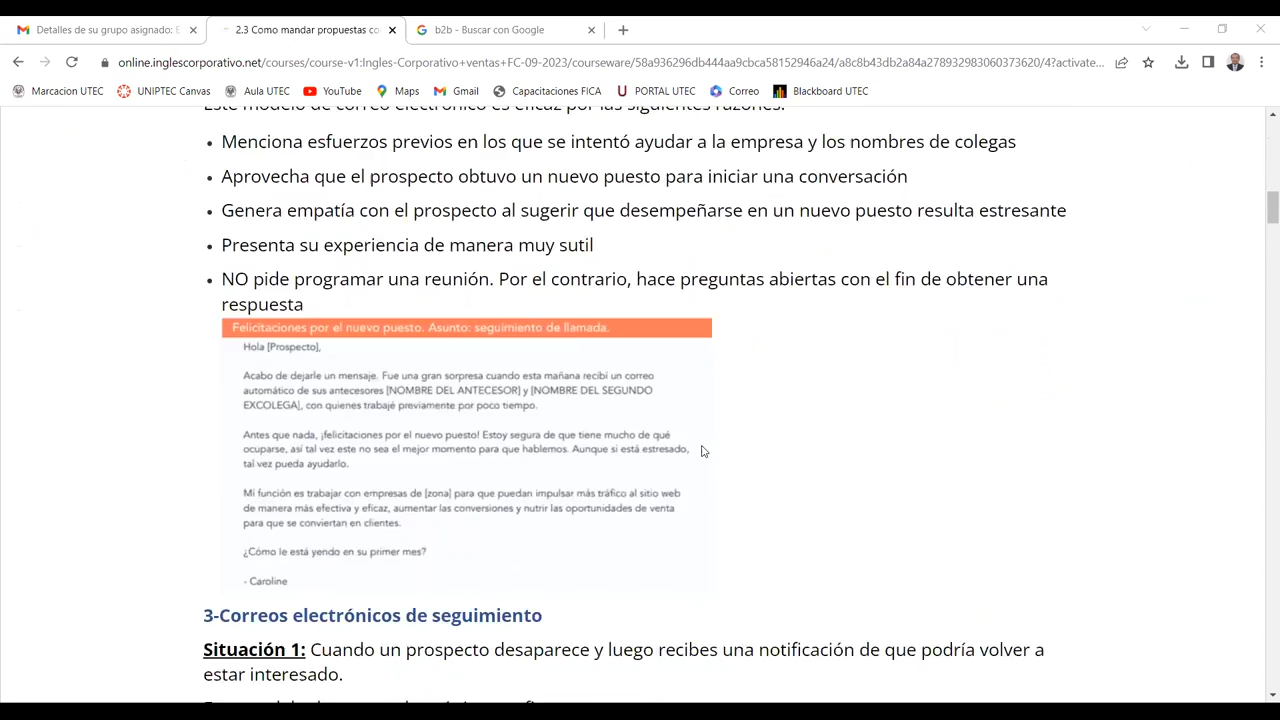 Detalles de su grupo asignado: E
2.3 Como mandar propuestas co
b2b - Buscar con Google
online.inglescorporativo.net/courses/course-v1:Ingles-Corporativo+ventas+FC-09-2023/courseware/58a936296db444aa9cbca58152946a24/a8c8b43db2a84a278932983060373620/4?activate...
Marcacion UTEC
UNIPTEC Canvas
Aula UTEC
YouTube
Maps
Gmail
Capacitaciones FICA
PORTAL UTEC
Correo
Blackboard UTEC
Este modelo de correo electrónico es eficaz por las siguientes razones:
• Menciona esfuerzos previos en los que se intentó ayudar a la empresa y los nombres de colegas
• Aprovecha que el prospecto obtuvo un nuevo puesto para iniciar una conversación
• Genera empatía con el prospecto al sugerir que desempeñarse en un nuevo puesto resulta estresante
• Presenta su experiencia de manera muy sutil
• NO pide programar una reunión. Por el contrario, hace preguntas abiertas con el fin de obtener una
respuesta
Felicitaciones por el nuevo puesto. Asunto: seguimiento de llamada.
Hola [Prospecto],
Acabo de dejarle un mensaje. Fue una gran sorpresa cuando esta mañana recibí un correo
automático de sus antecesores [NOMBRE DEL ANTECESOR] y [NOMBRE DEL SEGUNDO
EXCOLEGA], con quienes trabajé previamente por poco tiempo.
Antes que nada, ¡felicitaciones por el nuevo puesto! Estoy segura de que tiene mucho de qué
ocuparse, así tal vez este no sea el mejor momento para que hablemos. Aunque si está estresado,
tal vez pueda ayudarlo.
Mi función es trabajar con empresas de [zona] para que puedan impulsar más tráfico al sitio web
de manera más efectiva y eficaz, aumentar las conversiones y nutrir las oportunidades de venta
para que se conviertan en clientes.
¿Cómo le está yendo en su primer mes?
- Caroline
3-Correos electrónicos de seguimiento
Situación 1: Cuando un prospecto desaparece y luego recibes una notificación de que podría volver a
estar interesado.